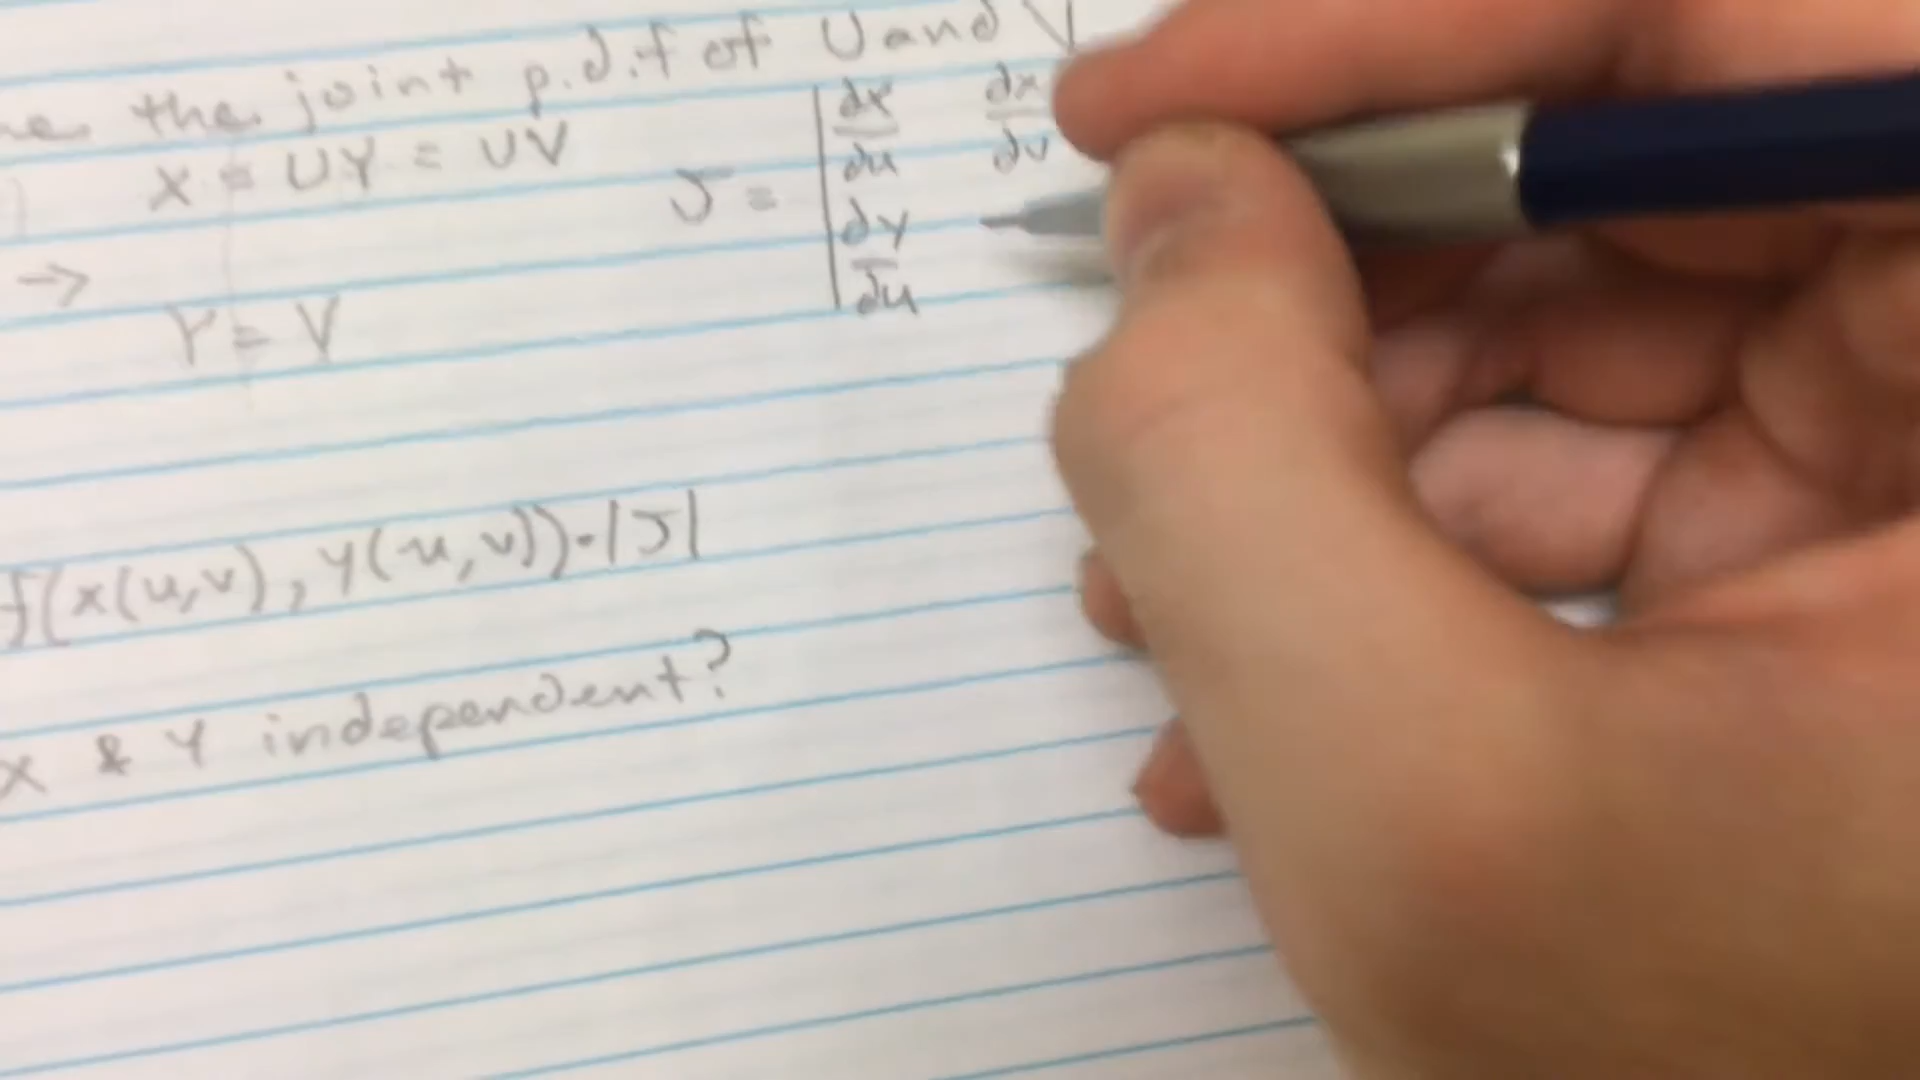 the joint p.d.f of U and V
X = UY = UV
J = | ∂x/∂u ∂x/∂v
∂y/∂u
→ Y = V
f(x(u,v), y(u,v))·|J|
X & Y independent?